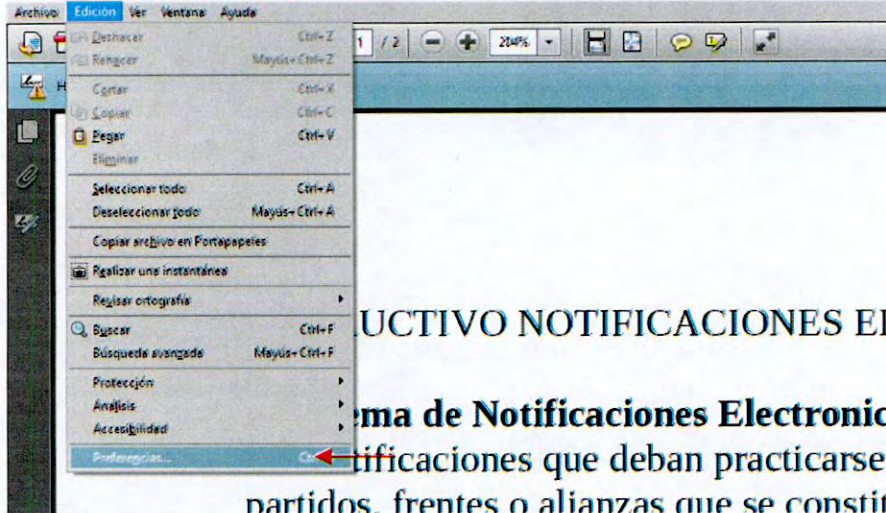 Archivo Edición Ver Ventana Ayuda
Deshacer Ctrl+Z
Rehacer Mayús+Ctrl+Z
1 / 2 204%
Cortar Ctrl+X
Copiar Ctrl+C
Pegar Ctrl+V
Eliminar
Seleccionar todo Ctrl+A
Deseleccionar todo Mayús+Ctrl+A
Copiar archivo en Portapapeles
Realizar una instantánea
Revisar ortografía
Buscar Ctrl+F
Búsqueda avanzada Mayús+Ctrl+F
Protección
Análisis
Accesibilidad
Preferencias...
UCTIVO NOTIFICACIONES EL
ema de Notificaciones Electronic
tificaciones que deban practicarse
partidos, frentes o alianzas que se constit